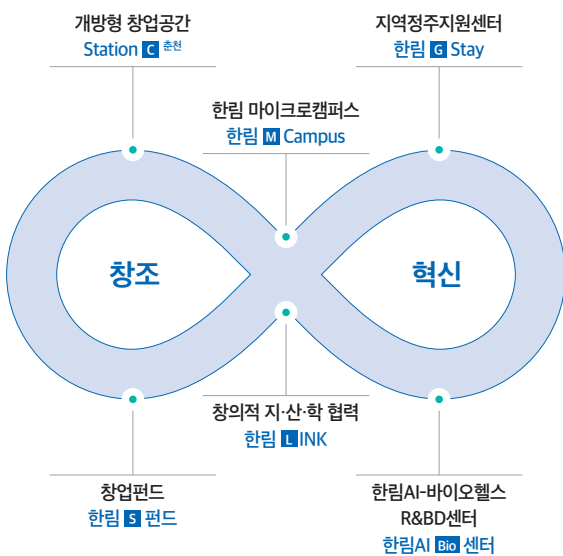 개방형 창업공간
Station C 춘천
지역정주지원센터
한림 G Stay
한림 마이크로캠퍼스
한림 M Campus
창조
혁신
창의적 지·산·학 협력
한림 LINK
창업펀드
한림 S 펀드
한림AI-바이오헬스
R&BD센터
한림AI Bio 센터